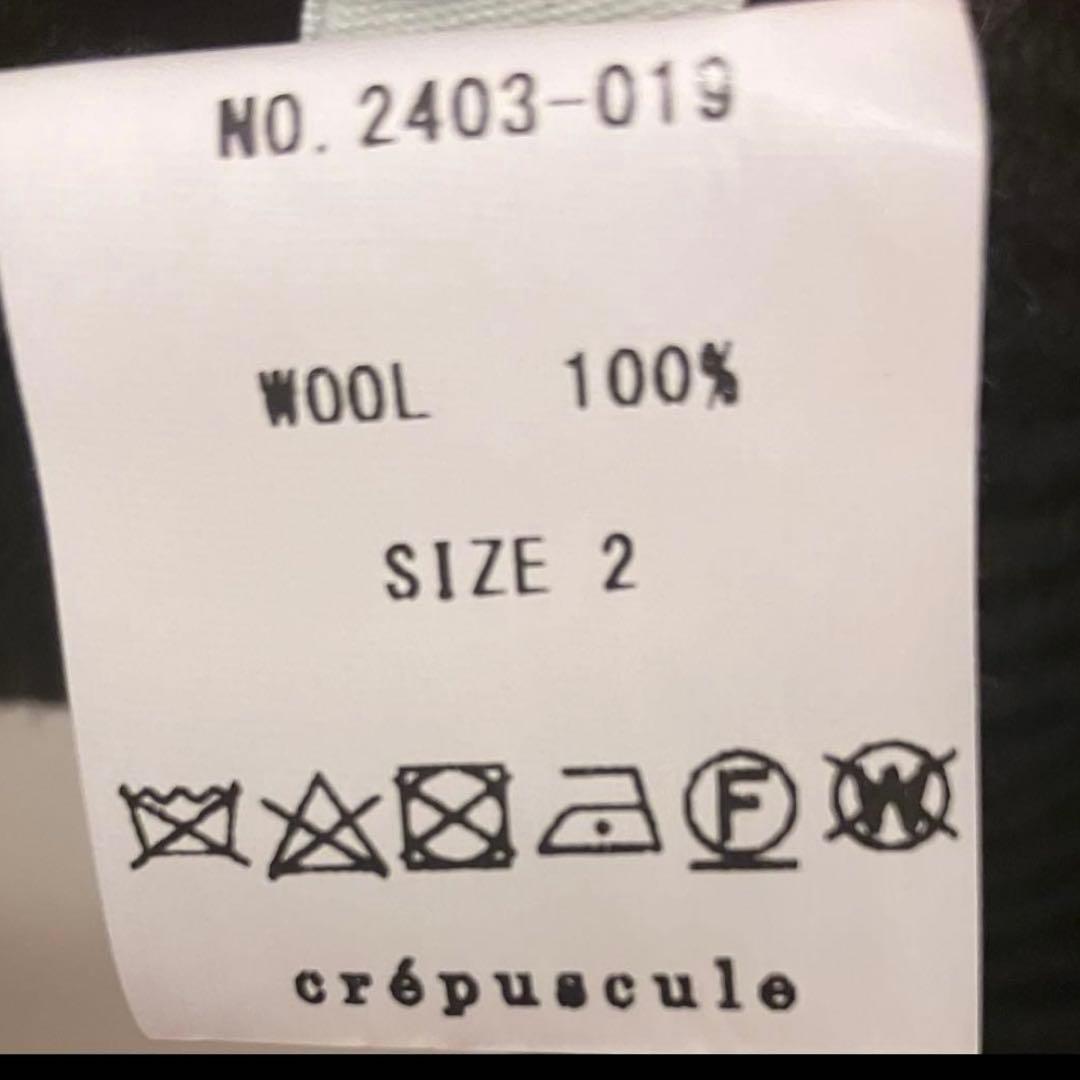 NO. 2403-019
WOOL 100%
SIZE 2
F W
crépuscule